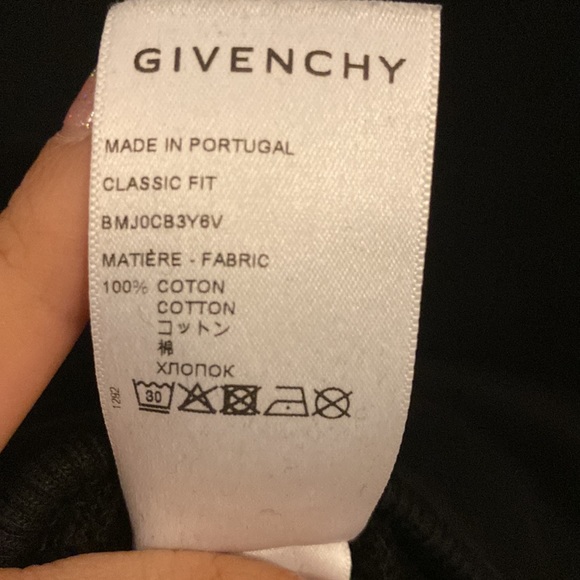 GIVENCHY
MADE IN PORTUGAL
CLASSIC FIT
BMJ0CB3Y6V
MATIÈRE - FABRIC
100% COTON
COTTON
コットン
棉
ХЛОПОК
1292
30